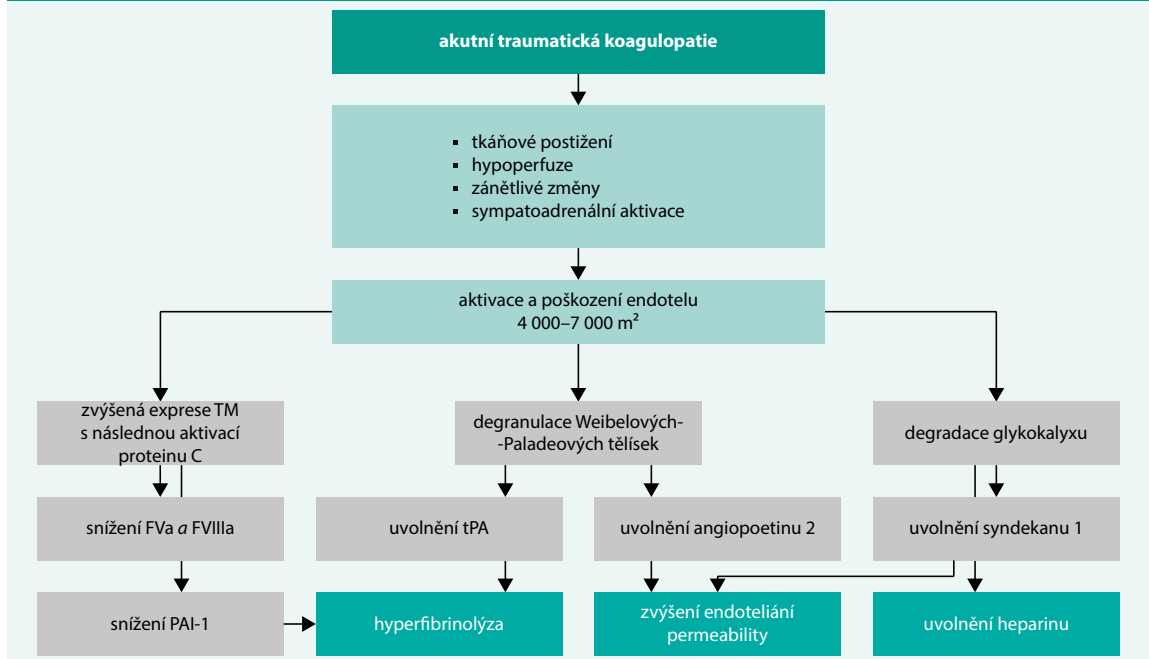 akutní traumatická koagulopatie
▪ tkáňové postižení
▪ hypoperfuze
▪ zánětlivé změny
▪ sympatoadrenální aktivace
aktivace a poškození endotelu
4 000–7 000 m²
zvýšená exprese TM
s následnou aktivací
proteinu C
degranulace Weibelových-
-Paladeových tělísek
degradace glykokalyxu
snížení FVa a FVIIIa
uvolnění tPA
uvolnění angiopoetinu 2
uvolnění syndekanu 1
snížení PAI-1
hyperfibrinolýza
zvýšení endoteliání
permeability
uvolnění heparinu